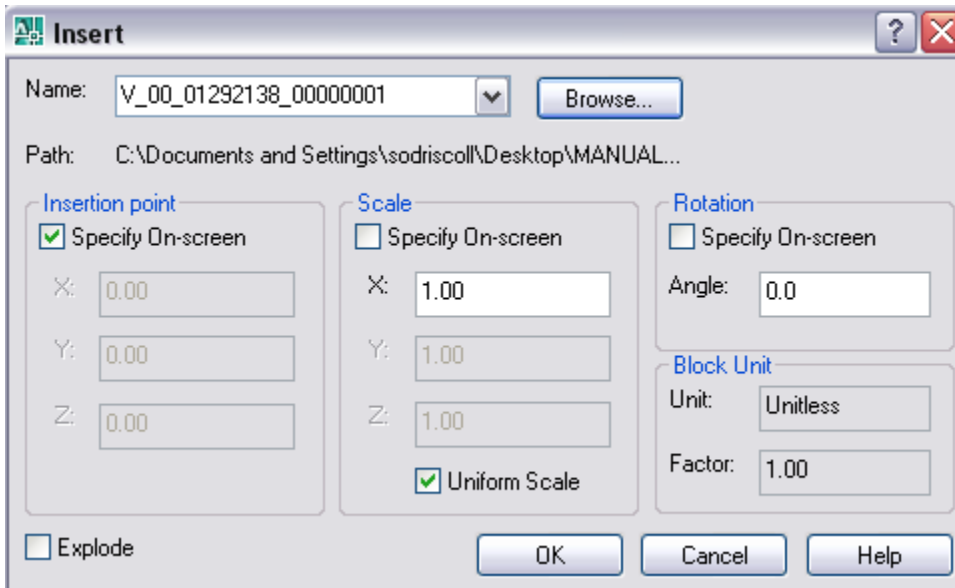 Insert
Name: V_00_01292138_00000001 Browse...
Path: C:\Documents and Settings\sodriscoll\Desktop\MANUAL...
Insertion point Scale Rotation
Specify On-screen Specify On-screen Specify On-screen
X: 0.00 X: 1.00 Angle: 0.0
Y: 0.00 Y: 1.00
Block Unit
Unit: Unitless
Z: 0.00 Z: 1.00
Factor: 1.00
Uniform Scale
Explode OK Cancel Help